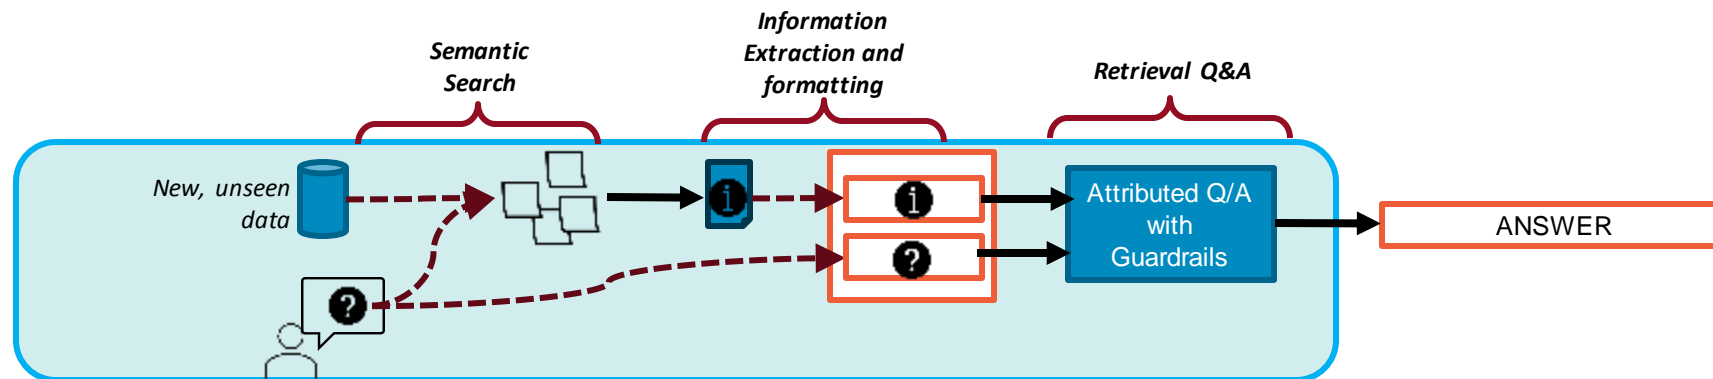 Information
Extraction and
formatting
Semantic
Search
Retrieval Q&A
New, unseen
data
i
i
?
?
Attributed Q/A
with
Guardrails
ANSWER